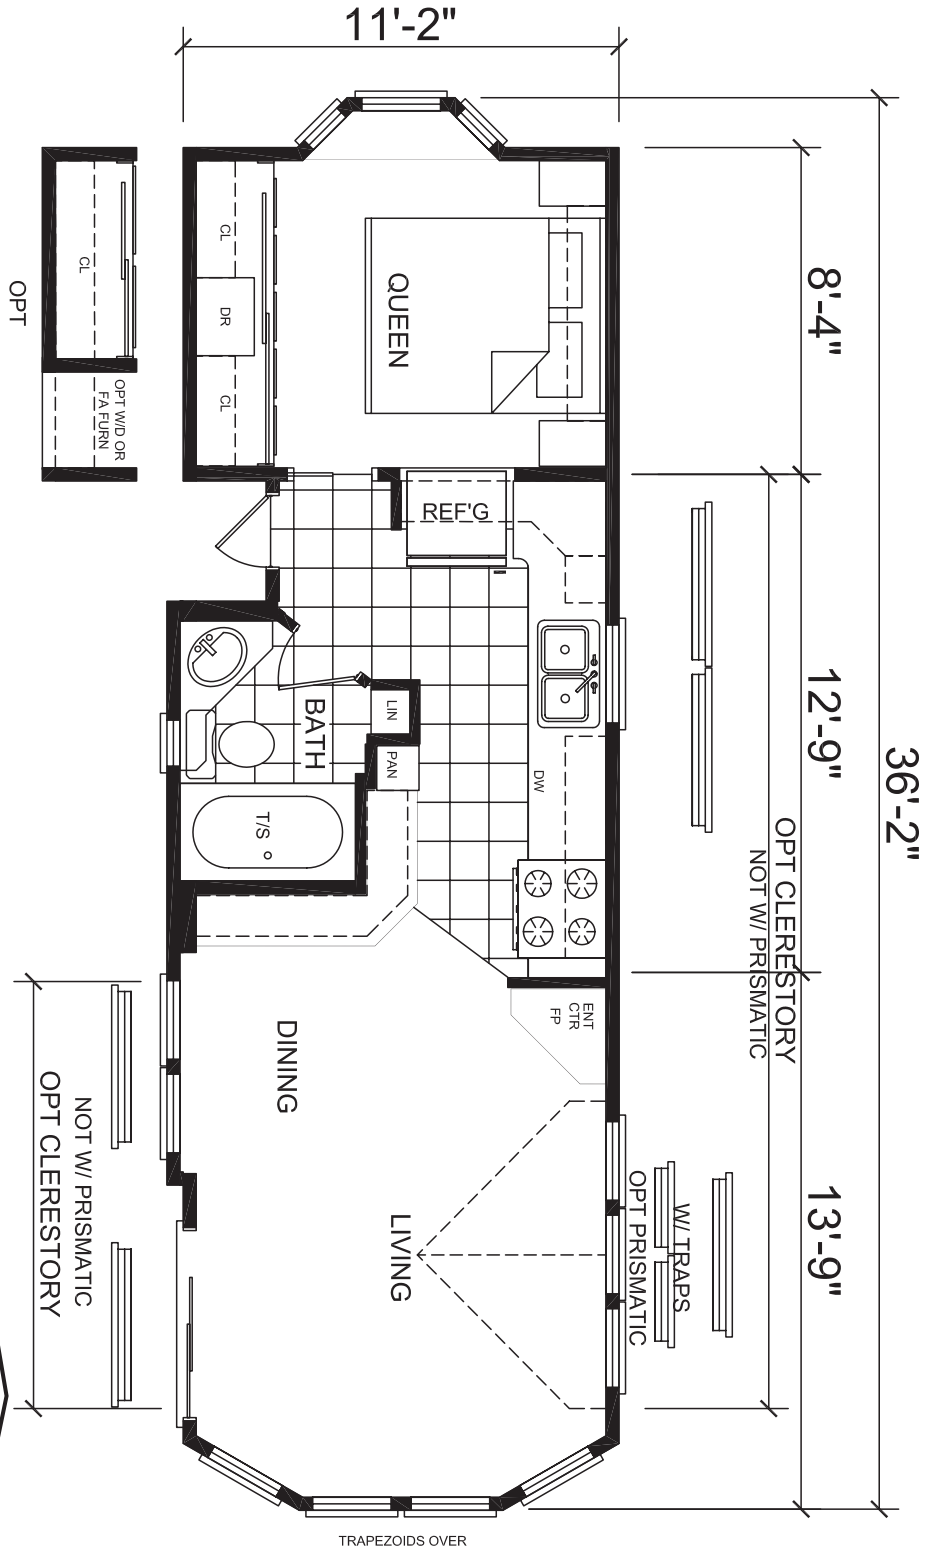 11'-2"
36'-2"
8'-4"
12'-9"
13'-9"
OPT
CL
OPT W/D OR
FA FURN
CL
DR
CL
QUEEN
REF'G
BATH
LIN
PAN
T/S
DW
ENT
CTR
FP
DINING
LIVING
OPT CLERESTORY
NOT W/ PRISMATIC
W/ TRAPS
OPT PRISMATIC
NOT W/ PRISMATIC
OPT CLERESTORY
TRAPEZOIDS OVER